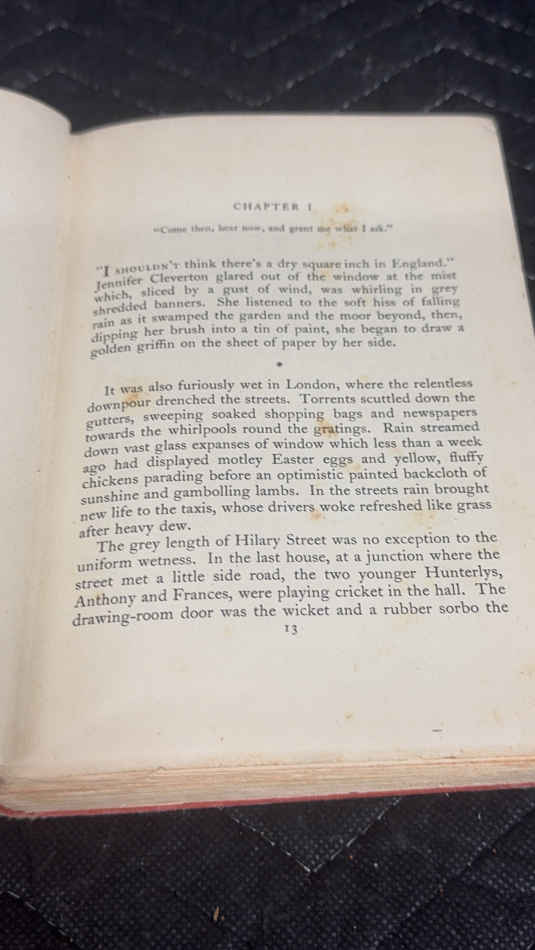 CHAPTER I
"Come then, hear now, and grant me what I ask."
"I SHOULDN'T think there's a dry square inch in England."
Jennifer Cleverton glared out of the window at the mist
which, sliced by a gust of wind, was whirling in grey
shredded banners. She listened to the soft hiss of falling
rain as it swamped the garden and the moor beyond, then,
dipping her brush into a tin of paint, she began to draw a
golden griffin on the sheet of paper by her side.
*
It was also furiously wet in London, where the relentless
downpour drenched the streets. Torrents scuttled down the
gutters, sweeping soaked shopping bags and newspapers
towards the whirlpools round the gratings. Rain streamed
down vast glass expanses of window which less than a week
ago had displayed motley Easter eggs and yellow, fluffy
chickens parading before an optimistic painted backcloth of
sunshine and gambolling lambs. In the streets rain brought
new life to the taxis, whose drivers woke refreshed like grass
after heavy dew.
The grey length of Hilary Street was no exception to the
uniform wetness. In the last house, at a junction where the
street met a little side road, the two younger Hunterlys,
Anthony and Frances, were playing cricket in the hall. The
drawing-room door was the wicket and a rubber sorbo the
13